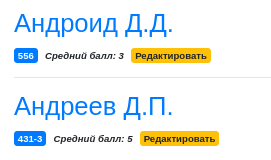 Андроид Д.Д.
556 Средний балл: 3 Редактировать
Андреев Д.П.
431-3 Средний балл: 5 Редактировать